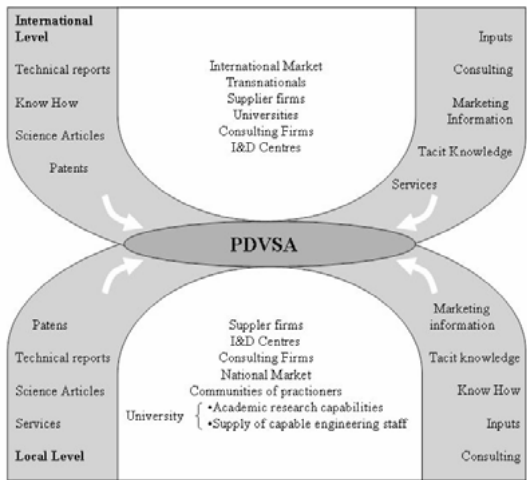 International
Level
Technical reports
Know How
Science Articles
Patents
International Market
Transnationals
Supplier firms
Universities
Consulting Firms
I&D Centres
Inputs
Consulting
Marketing
Information
Tacit Knowledge
Services
PDVSA
Patens
Technical reports
Science Articles
Services
Local Level
Suppler firms
I&D Centres
Consulting Firms
National Market
Communities of practioners
University { •Academic research capabilities
•Supply of capable engineering staff
Marketing
information
Tacit knowledge
Know How
Inputs
Consulting